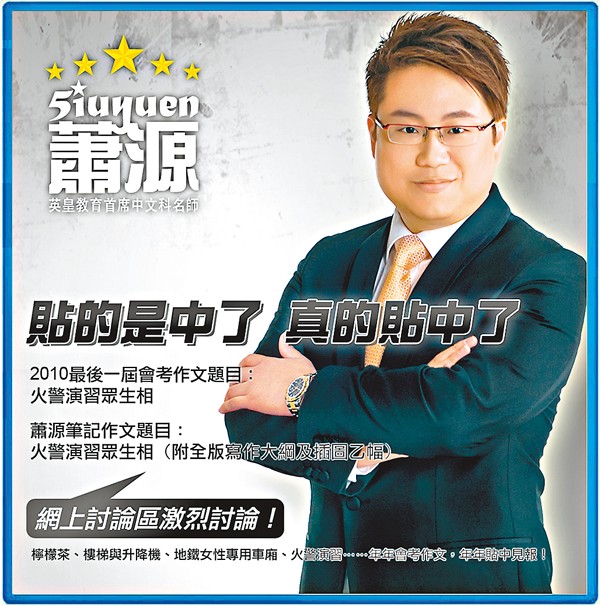 5iuyuen
蕭源
英皇教育首席中文科名師
貼的是中了 真的貼中了
2010最後一屆會考作文題目：
火警演習眾生相
蕭源筆記作文題目：
火警演習眾生相（附全版寫作大綱及插圖乙幅）
網上討論區激烈討論！
檸檬茶、樓梯與升降機、地鐵女性專用車廂、火警演習……年年會考作文，年年貼中見報！